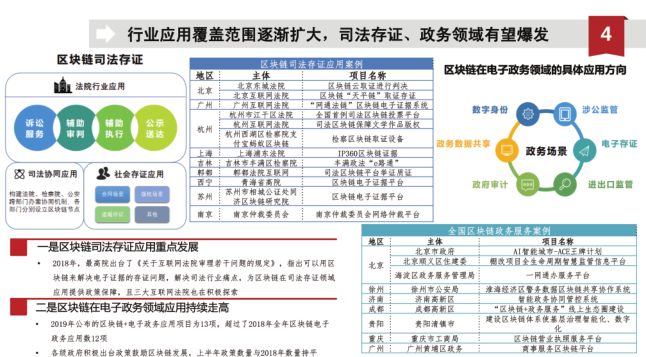 行业应用覆盖范围逐渐扩大，司法存证、政务领域有望爆发
4
区块链司法存证
法院行业应用
诉讼服务
辅助审判
辅助执行
公示送达
司法协同应用
构建法院、检察院、公安
跨部门办案协同机制，各
部门分别设立区块链节点
社会存证应用
合同场景
版权场景
其他
区块链司法存证应用案例
地区 主体 项目名称
北京 北京东城法院 区块链云取证进行判决
北京互联网法院 区块链“天平链”取证存证
广州 广州互联网法院 “网通法链”区块链电子证据系统
杭州 杭州市江干区法院 全国首例司法区块链投票平台
杭州互联网法院 司法区块链保障文学作品版权
杭州西湖区检察院支付宝蚂蚁区块链 检察区块链取证设备
上海 上海浦东法院 IP360区块链证据
吉林 吉林市丰满区检察院 丰满政法“e路通”
郫都 郫都法院互联网 司法区块链平台举证质证
西宁 青海省高院 区块链电子证据平台
苏州 苏州市相城公证处同济区块链研究院 区块链电子证据平台
南京 南京仲裁委员会 南京仲裁委员会网络仲裁平台
区块链在电子政务领域的具体应用方向
数字身份
涉公监管
政务数据共享
政务场景
电子存证
政府审计
进出口监管
一是区块链司法存证应用重点发展
2018年，最高院出台了《关于互联网法院审理若干问题的规定》，指出可以用区
块链来解决电子证据的存证问题，解决司法行业痛点，为区块链在司法存证领域
应用提供政策保障，且三大互联网法院也在积极探索
二是区块链在电子政务领域应用持续走高
2019年公布的区块链+电子政务应用项目为13项，超过了2018年全年区块链电子
政务应用数12项
各级政府积极出台政策鼓励区块链发展，上半年政策数量与2018年数量持平
全国区块链政务服务案例
地区 主体 项目名称
北京 北京市政府 AI智能城市-ACE王牌计划
北京顺义区住建委 棚改项目全生命周期智慧监管信息平台
海淀区政务服务管理局 一网通办服务平台
徐州 徐州市公安局 淮海经济区警务数据区块链共享协作系统
济南 济南高新区 智能政务协同管控系统
成都 成都高新区 “区块链+政务服务”线上生态圈建设
贵阳 贵阳清镇市 建设区块链身份体系使基层治理智能化、数字化
重庆 重庆市工商局 区块链营业执照服务平台
广州 广州黄埔区政务 商事服务区块链平台